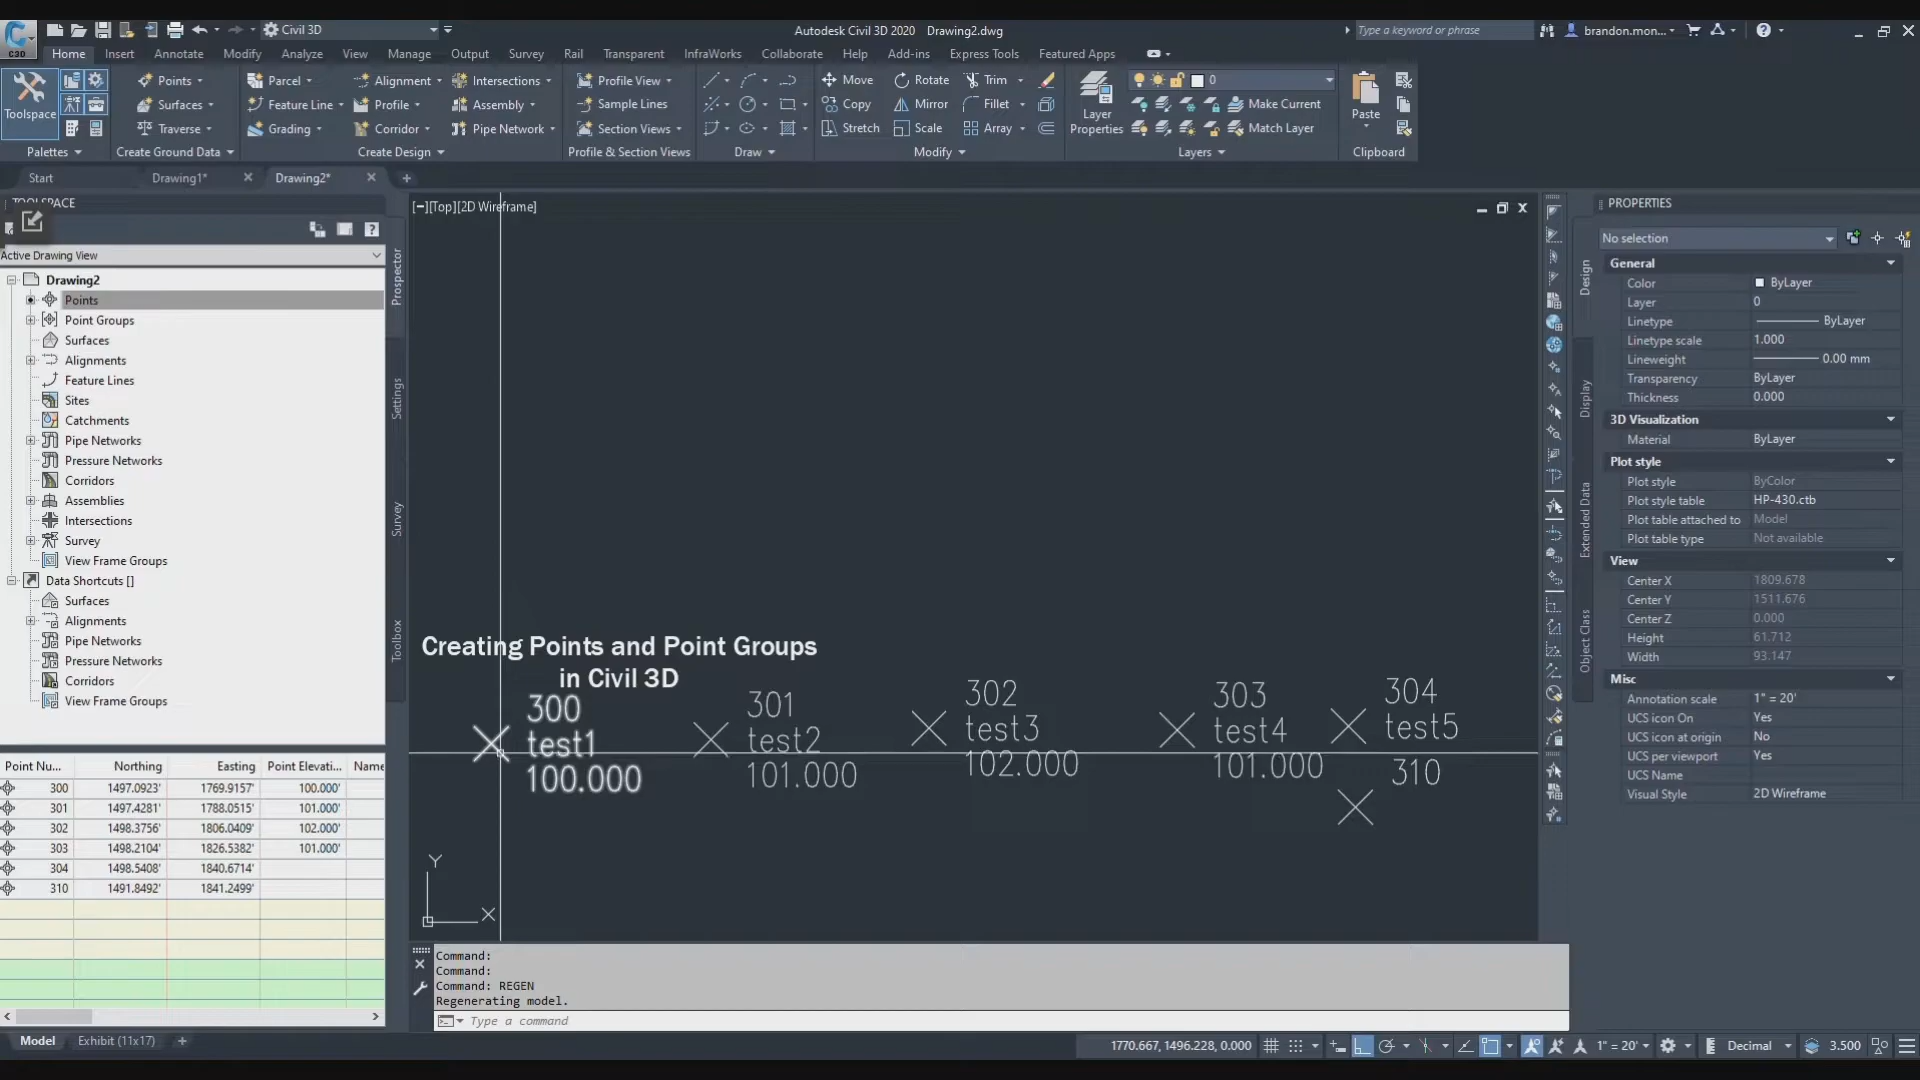 C3D
Civil 3D
Autodesk Civil 3D 2020 Drawing2.dwg
Type a keyword or phrase
brandon.mon...
Home Insert Annotate Modify Analyze View Manage Output Survey Rail Transparent InfraWorks Collaborate Help Add-ins Express Tools Featured Apps
Toolspace
Points
Surfaces
Traverse
Parcel
Feature Line
Grading
Alignment
Profile
Corridor
Intersections
Assembly
Pipe Network
Profile View
Sample Lines
Section Views
Move
Copy
Stretch
Rotate
Mirror
Scale
Trim
Fillet
Array
Layer
Properties
0
Make Current
Match Layer
Paste
Palettes
Create Ground Data
Create Design
Profile & Section Views
Draw
Modify
Layers
Clipboard
Start
Drawing1*
Drawing2*
TOOLSPACE
Active Drawing View
Drawing2
Points
Point Groups
Surfaces
Alignments
Feature Lines
Sites
Catchments
Pipe Networks
Pressure Networks
Corridors
Assemblies
Intersections
Survey
View Frame Groups
Data Shortcuts []
Surfaces
Alignments
Pipe Networks
Pressure Networks
Corridors
View Frame Groups
Prospector
Settings
Survey
Toolbox
Point Nu... Northing Easting Point Elevati... Name
300 1497.0923' 1769.9157' 100.000'
301 1497.4281' 1788.0515' 101.000'
302 1498.3756' 1806.0409' 102.000'
303 1498.2104' 1826.5382' 101.000'
304 1498.5408' 1840.6714'
310 1491.8492' 1841.2499'
[−][Top][2D Wireframe]
Creating Points and Point Groups
in Civil 3D
300
test1
100.000
301
test2
101.000
302
test3
102.000
303
test4
101.000
304
test5
310
Y
X
Command:
Command:
Command: REGEN
Regenerating model.
Type a command
PROPERTIES
No selection
Design
Display
Extended Data
Object Class
General
Color ByLayer
Layer 0
Linetype ByLayer
Linetype scale 1.000
Lineweight 0.00 mm
Transparency ByLayer
Thickness 0.000
3D Visualization
Material ByLayer
Plot style
Plot style ByColor
Plot style table HP-430.ctb
Plot table attached to Model
Plot table type Not available
View
Center X 1809.678
Center Y 1511.676
Center Z 0.000
Height 61.712
Width 93.147
Misc
Annotation scale 1" = 20'
UCS icon On Yes
UCS icon at origin No
UCS per viewport Yes
UCS Name
Visual Style 2D Wireframe
Model Exhibit (11x17)
1770.667, 1496.228, 0.000
1" = 20'
Decimal
3.500